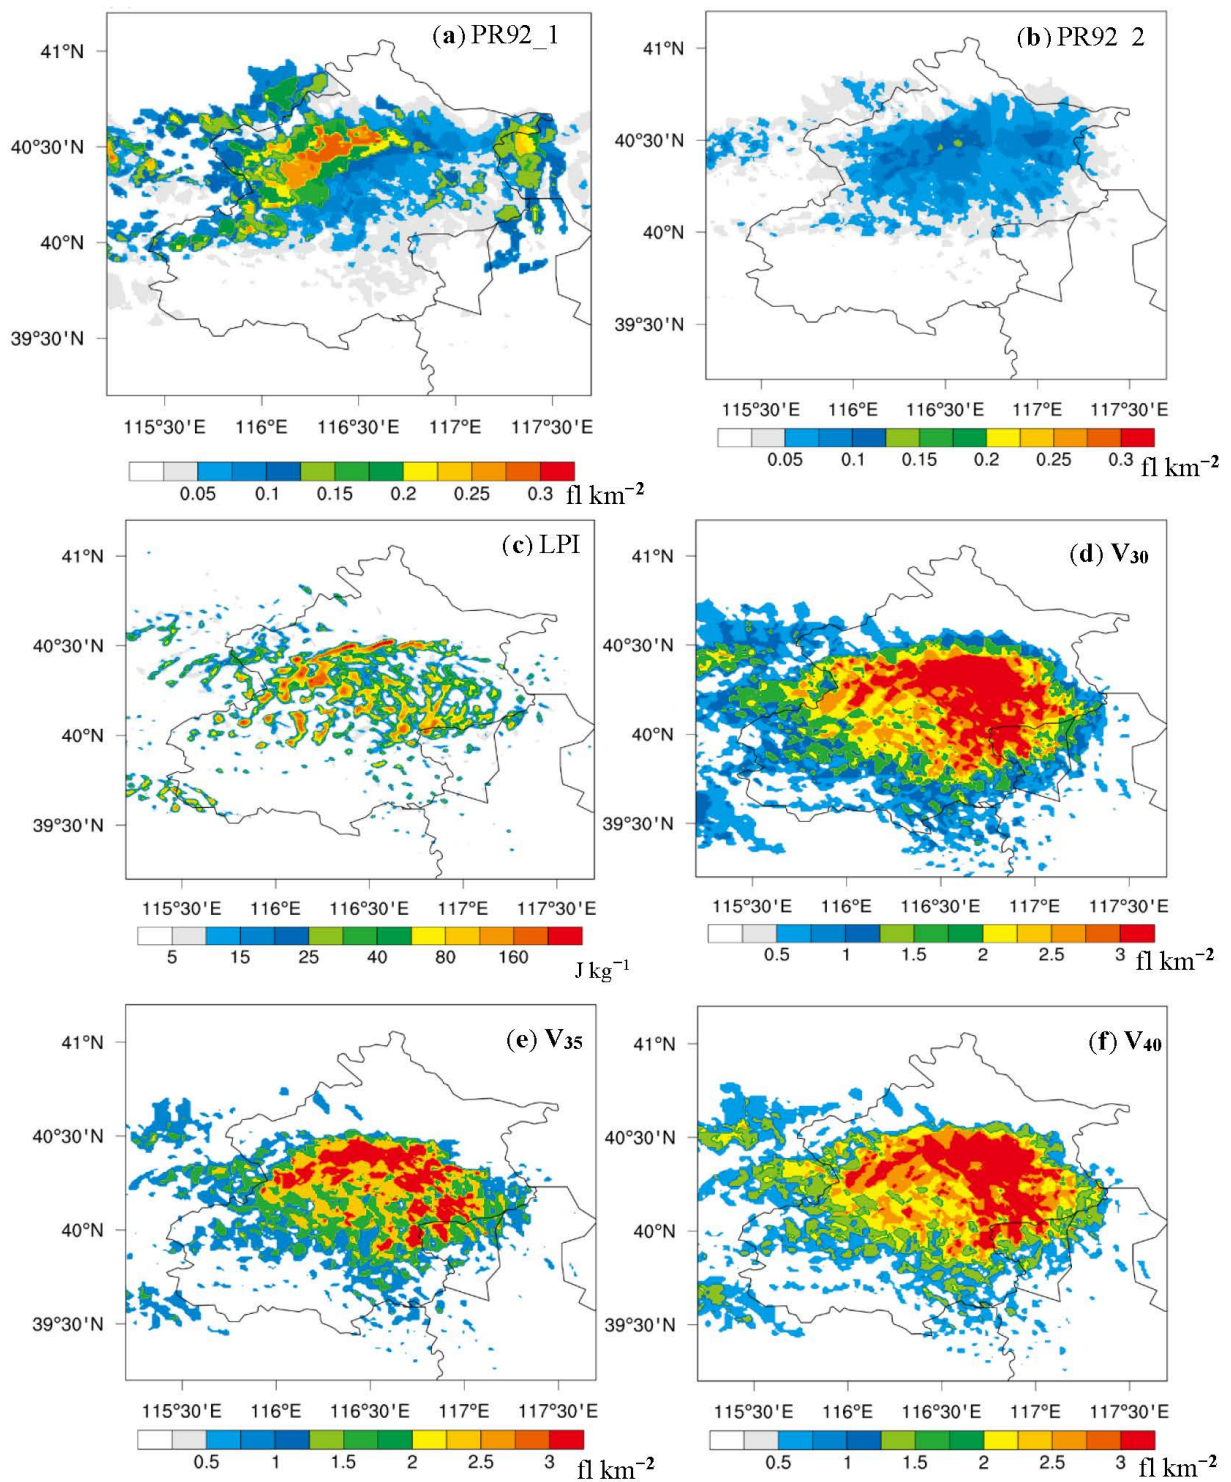 (a) PR92_1
41°N
40°30'N
40°N
39°30'N
115°30'E 116°E 116°30'E 117°E 117°30'E
0.05 0.1 0.15 0.2 0.25 0.3 fl km⁻²
(b) PR92_2
41°N
40°30'N
40°N
39°30'N
115°30'E 116°E 116°30'E 117°E 117°30'E
0.05 0.1 0.15 0.2 0.25 0.3 fl km⁻²
(c) LPI
41°N
40°30'N
40°N
39°30'N
115°30'E 116°E 116°30'E 117°E 117°30'E
5 15 25 40 80 160 J kg⁻¹
(d) V₃₀
41°N
40°30'N
40°N
39°30'N
115°30'E 116°E 116°30'E 117°E 117°30'E
0.5 1 1.5 2 2.5 3 fl km⁻²
(e) V₃₅
41°N
40°30'N
40°N
39°30'N
115°30'E 116°E 116°30'E 117°E 117°30'E
0.5 1 1.5 2 2.5 3 fl km⁻²
(f) V₄₀
41°N
40°30'N
40°N
39°30'N
115°30'E 116°E 116°30'E 117°E 117°30'E
0.5 1 1.5 2 2.5 3 fl km⁻²